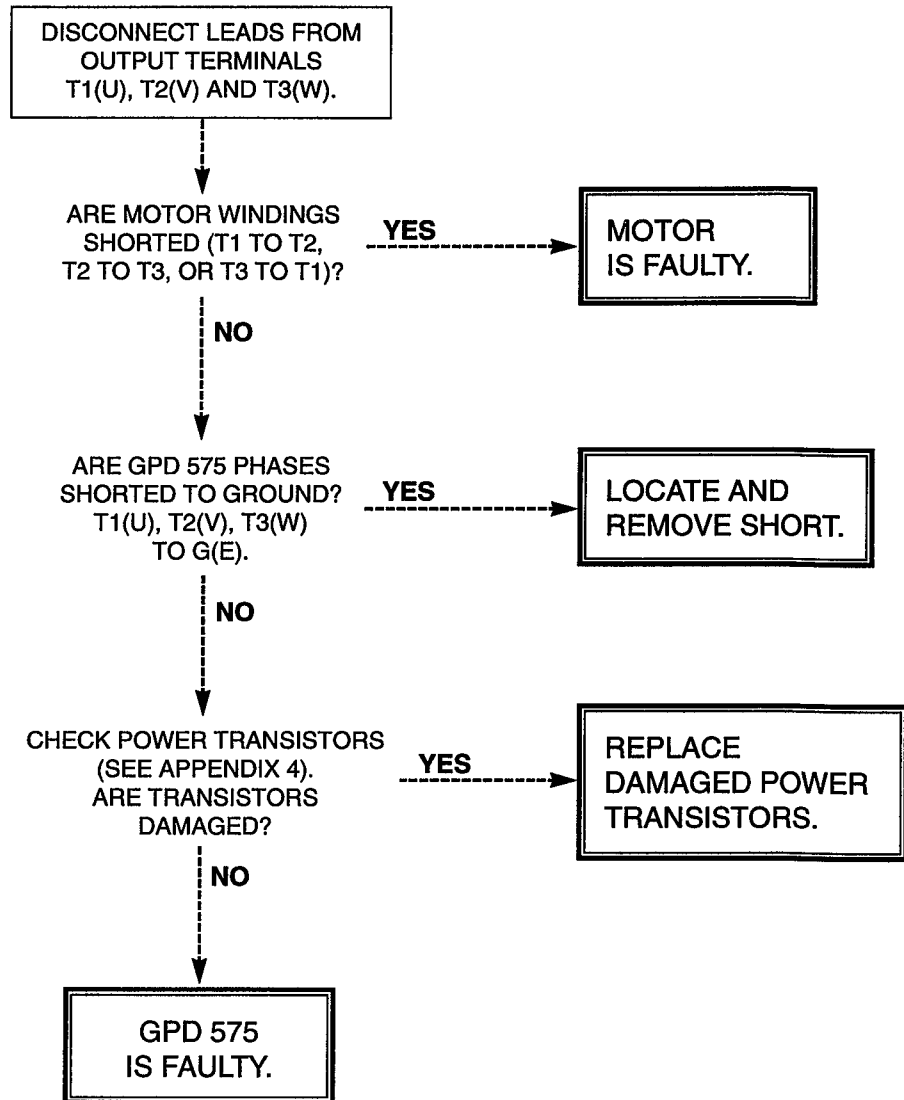 DISCONNECT LEADS FROM
OUTPUT TERMINALS
T1(U), T2(V) AND T3(W).
ARE MOTOR WINDINGS
SHORTED (T1 TO T2,
T2 TO T3, OR T3 TO T1)?
YES
MOTOR
IS FAULTY.
NO
ARE GPD 575 PHASES
SHORTED TO GROUND?
T1(U), T2(V), T3(W)
TO G(E).
YES
LOCATE AND
REMOVE SHORT.
NO
CHECK POWER TRANSISTORS
(SEE APPENDIX 4).
ARE TRANSISTORS
DAMAGED?
YES
REPLACE
DAMAGED POWER
TRANSISTORS.
NO
GPD 575
IS FAULTY.